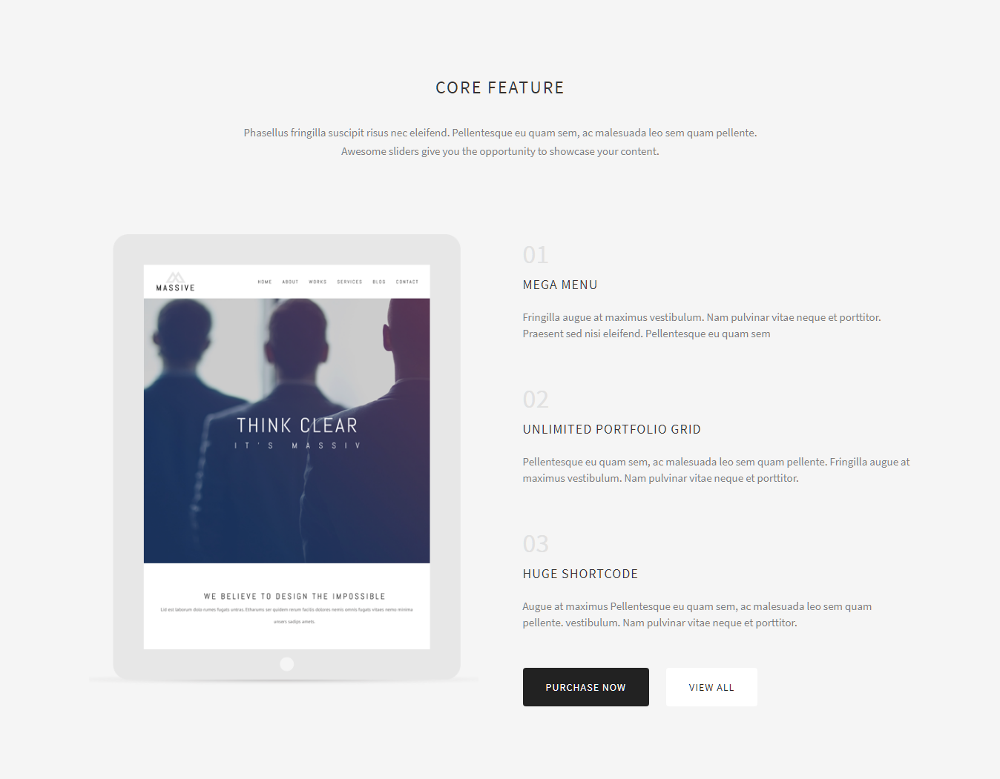 CORE FEATURE
Phasellus fringilla suscipit risus nec eleifend. Pellentesque eu quam sem, ac malesuada leo sem quam pellente.
Awesome sliders give you the opportunity to showcase your content.
MASSIVE
HOME ABOUT WORKS SERVICES BLOG CONTACT
THINK CLEAR
IT'S MASSIV
WE BELIEVE TO DESIGN THE IMPOSSIBLE
Lid est laborum dolo rumes fugats untras. Etharums ser quidem rerum facilis dolores nemis omnis fugats vitaes nemo minima
unsers sadips amets.
01
MEGA MENU
Fringilla augue at maximus vestibulum. Nam pulvinar vitae neque et porttitor.
Praesent sed nisi eleifend. Pellentesque eu quam sem
02
UNLIMITED PORTFOLIO GRID
Pellentesque eu quam sem, ac malesuada leo sem quam pellente. Fringilla augue at
maximus vestibulum. Nam pulvinar vitae neque et porttitor.
03
HUGE SHORTCODE
Augue at maximus Pellentesque eu quam sem, ac malesuada leo sem quam
pellente. vestibulum. Nam pulvinar vitae neque et porttitor.
PURCHASE NOW VIEW ALL